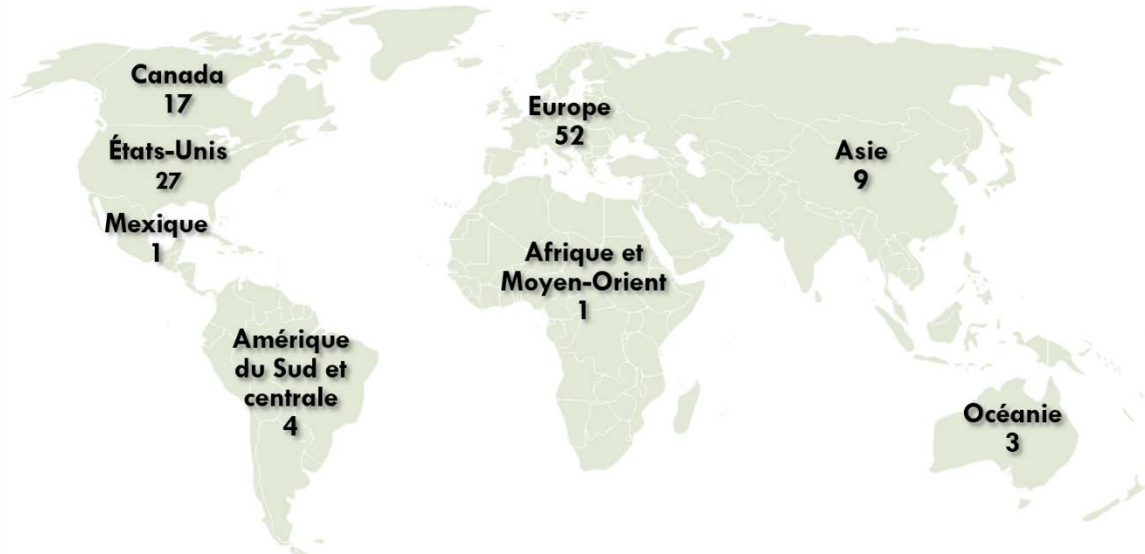 Canada
17
États-Unis
27
Mexique
1
Amérique
du Sud et
centrale
4
Europe
52
Afrique et
Moyen-Orient
1
Asie
9
Océanie
3